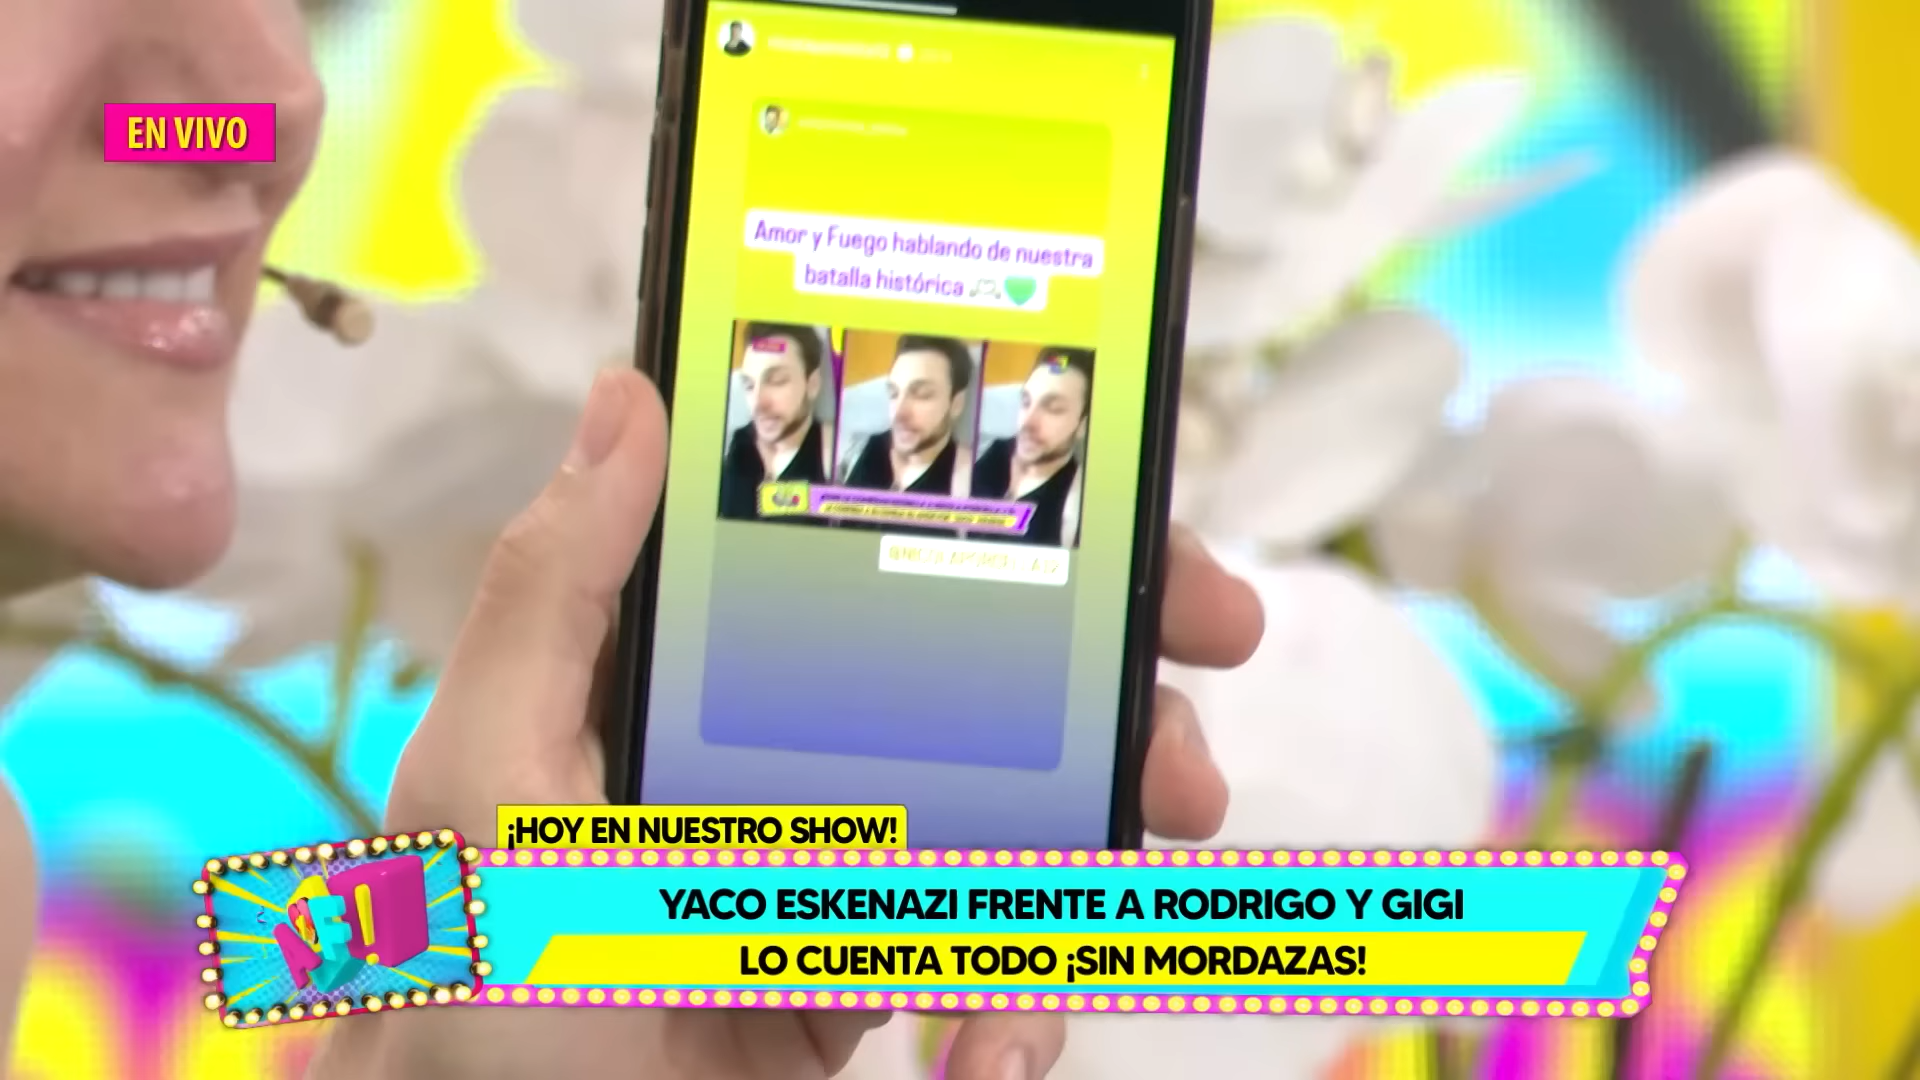 EN VIVO
Amor y Fuego hablando de nuestra
batalla histórica
¡HOY EN NUESTRO SHOW!
YACO ESKENAZI FRENTE A RODRIGO Y GIGI
LO CUENTA TODO ¡SIN MORDAZAS!
AF!